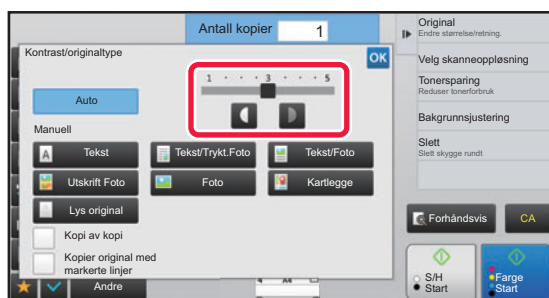 Antall kopier 1
Kontrast/originaltype
OK
1 · · · 3 · · · 5
Auto
Manuell
A Tekst
Tekst/Trykt.Foto
Tekst/Foto
Utskrift Foto
Foto
Kartlegge
Lys original
Kopi av kopi
Kopier original med
markerte linjer
Andre
A4
Original
Endre størrelse/retning.
Velg skanneoppløsning
Tonersparing
Reduser tonerforbruk
Bakgrunnsjustering
Slett
Slett skygge rundt
Forhåndsvis
CA
S/H
Start
Farge
Start